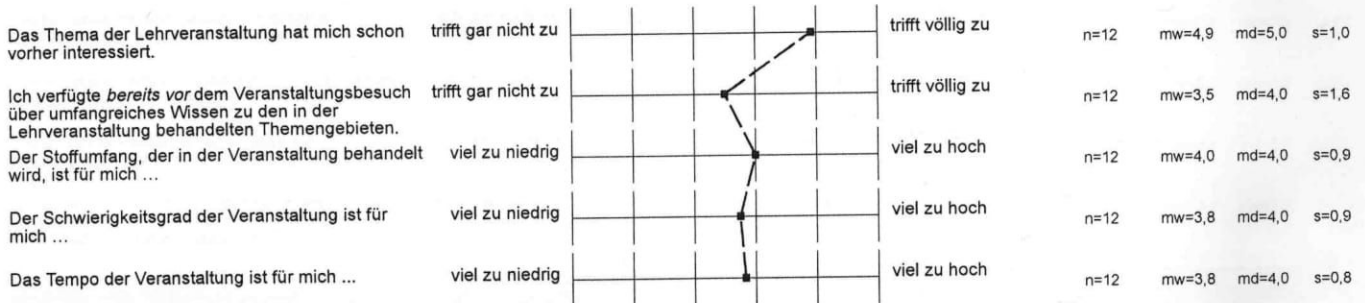 Das Thema der Lehrveranstaltung hat mich schon vorher interessiert. trifft gar nicht zu trifft völlig zu n=12 mw=4,9 md=5,0 s=1,0
Ich verfügte bereits vor dem Veranstaltungsbesuch über umfangreiches Wissen zu den in der Lehrveranstaltung behandelten Themengebieten. trifft gar nicht zu trifft völlig zu n=12 mw=3,5 md=4,0 s=1,6
Der Stoffumfang, der in der Veranstaltung behandelt wird, ist für mich ... viel zu niedrig viel zu hoch n=12 mw=4,0 md=4,0 s=0,9
Der Schwierigkeitsgrad der Veranstaltung ist für mich ... viel zu niedrig viel zu hoch n=12 mw=3,8 md=4,0 s=0,9
Das Tempo der Veranstaltung ist für mich ... viel zu niedrig viel zu hoch n=12 mw=3,8 md=4,0 s=0,8